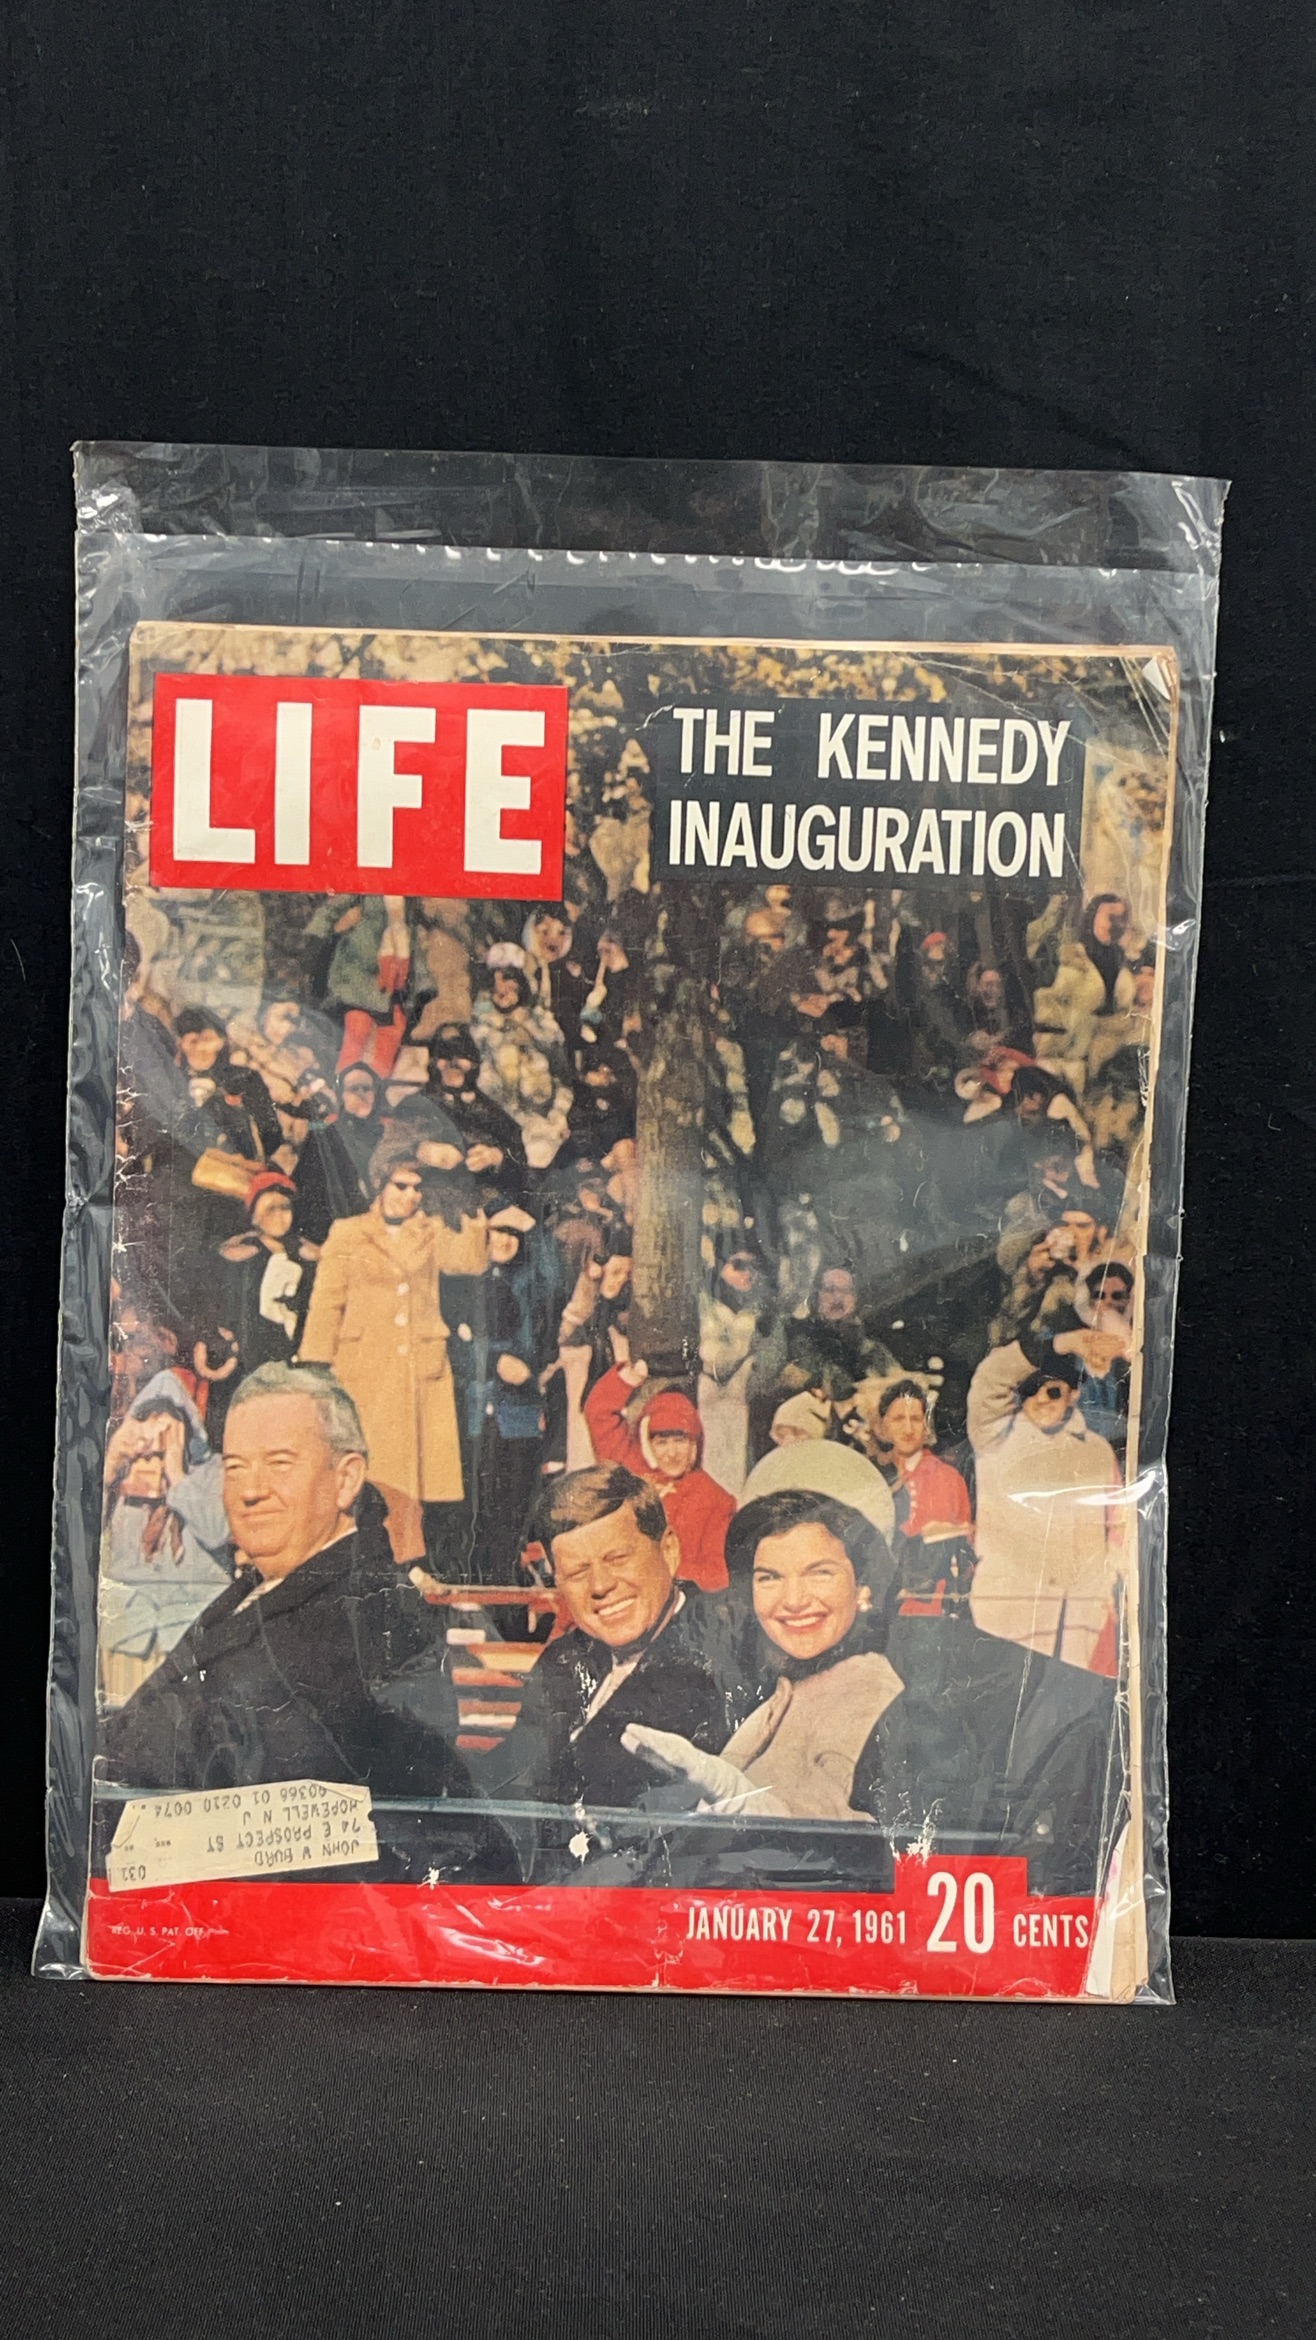 LIFE
THE KENNEDY
INAUGURATION
JOHN W BURD
74 E PROSPECT ST
HOPEWELL N J
00366 01 0210 0074
031
REG. U. S. PAT. OFF.
JANUARY 27, 1961
20 CENTS